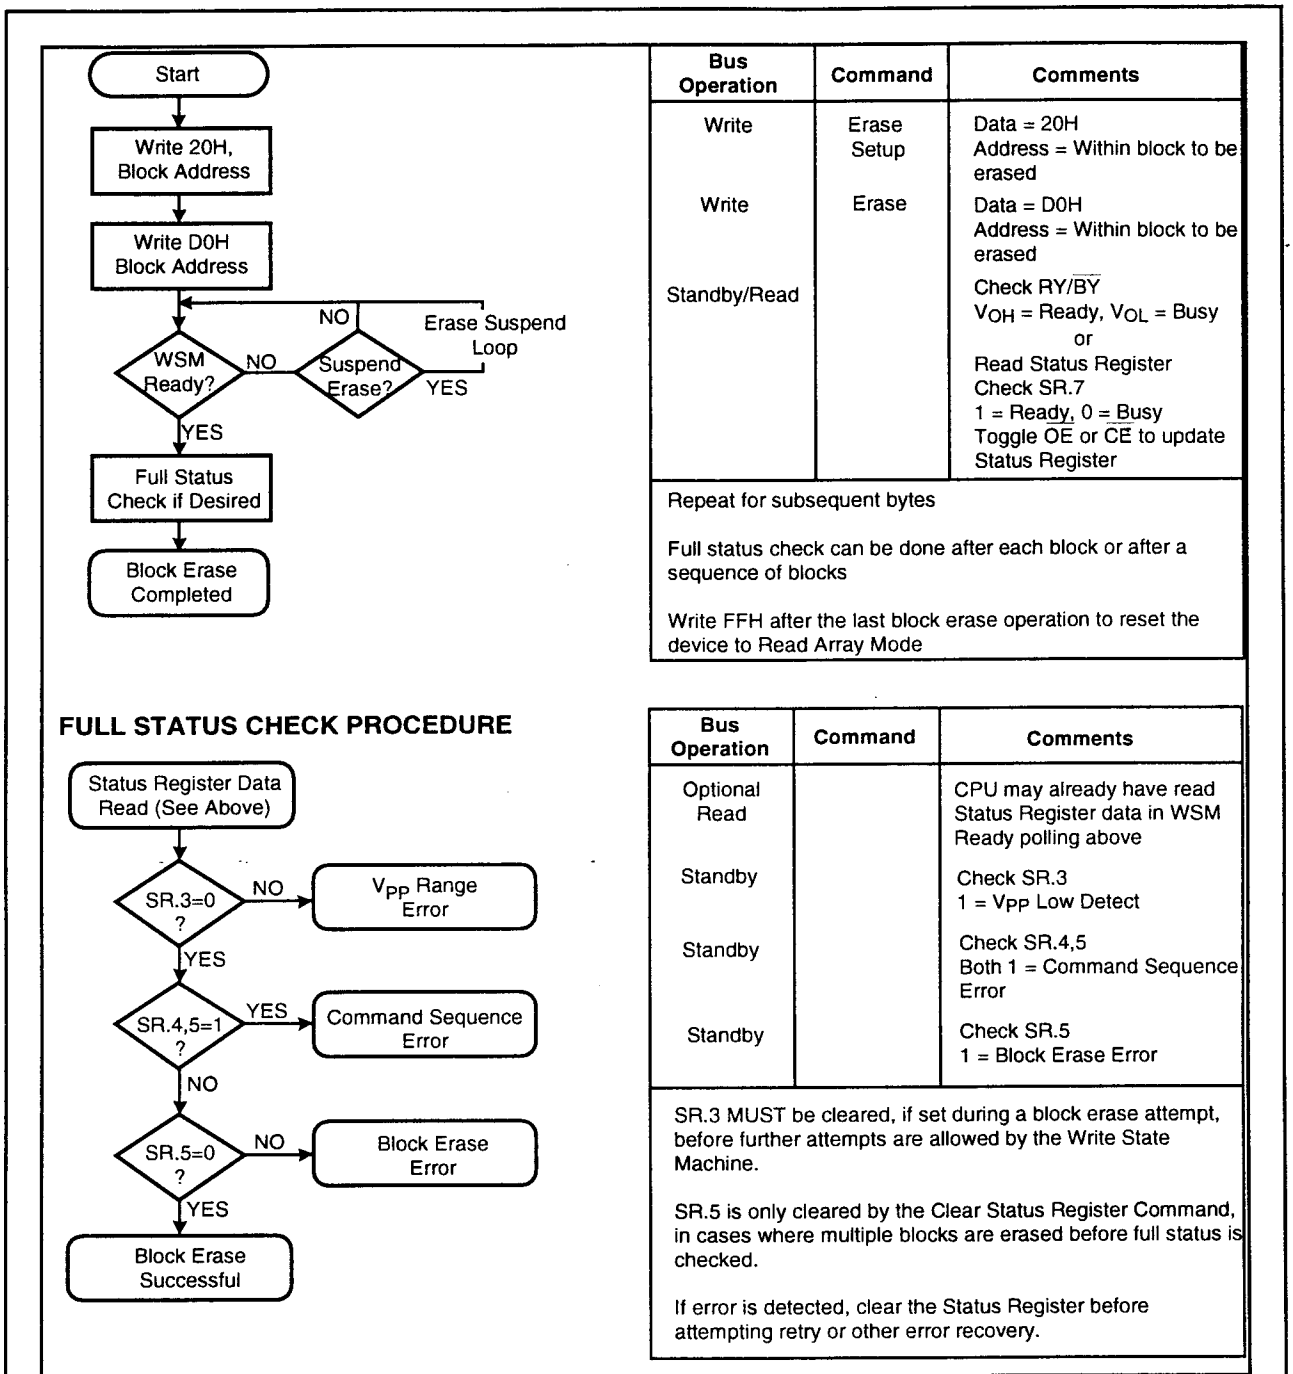 Start
Write 20H,
Block Address
Write D0H
Block Address
NO
Erase Suspend
Loop
WSM
Ready?
NO
Suspend
Erase?
YES
YES
Full Status
Check if Desired
Block Erase
Completed
Bus
Operation
Command
Comments
Write
Erase
Setup
Data = 20H
Address = Within block to be
erased
Write
Erase
Data = D0H
Address = Within block to be
erased
Standby/Read
Check RY/B̅Y̅
VOH = Ready, VOL = Busy
or
Read Status Register
Check SR.7
1 = Ready, 0 = Busy
Toggle O̅E̅ or C̅E̅ to update
Status Register
Repeat for subsequent bytes
Full status check can be done after each block or after a
sequence of blocks
Write FFH after the last block erase operation to reset the
device to Read Array Mode
FULL STATUS CHECK PROCEDURE
Status Register Data
Read (See Above)
SR.3=0
?
NO
VPP Range
Error
YES
SR.4,5=1
?
YES
Command Sequence
Error
NO
SR.5=0
?
NO
Block Erase
Error
YES
Block Erase
Successful
Bus
Operation
Command
Comments
Optional
Read
CPU may already have read
Status Register data in WSM
Ready polling above
Standby
Check SR.3
1 = VPP Low Detect
Standby
Check SR.4,5
Both 1 = Command Sequence
Error
Standby
Check SR.5
1 = Block Erase Error
SR.3 MUST be cleared, if set during a block erase attempt,
before further attempts are allowed by the Write State
Machine.
SR.5 is only cleared by the Clear Status Register Command,
in cases where multiple blocks are erased before full status is
checked.
If error is detected, clear the Status Register before
attempting retry or other error recovery.